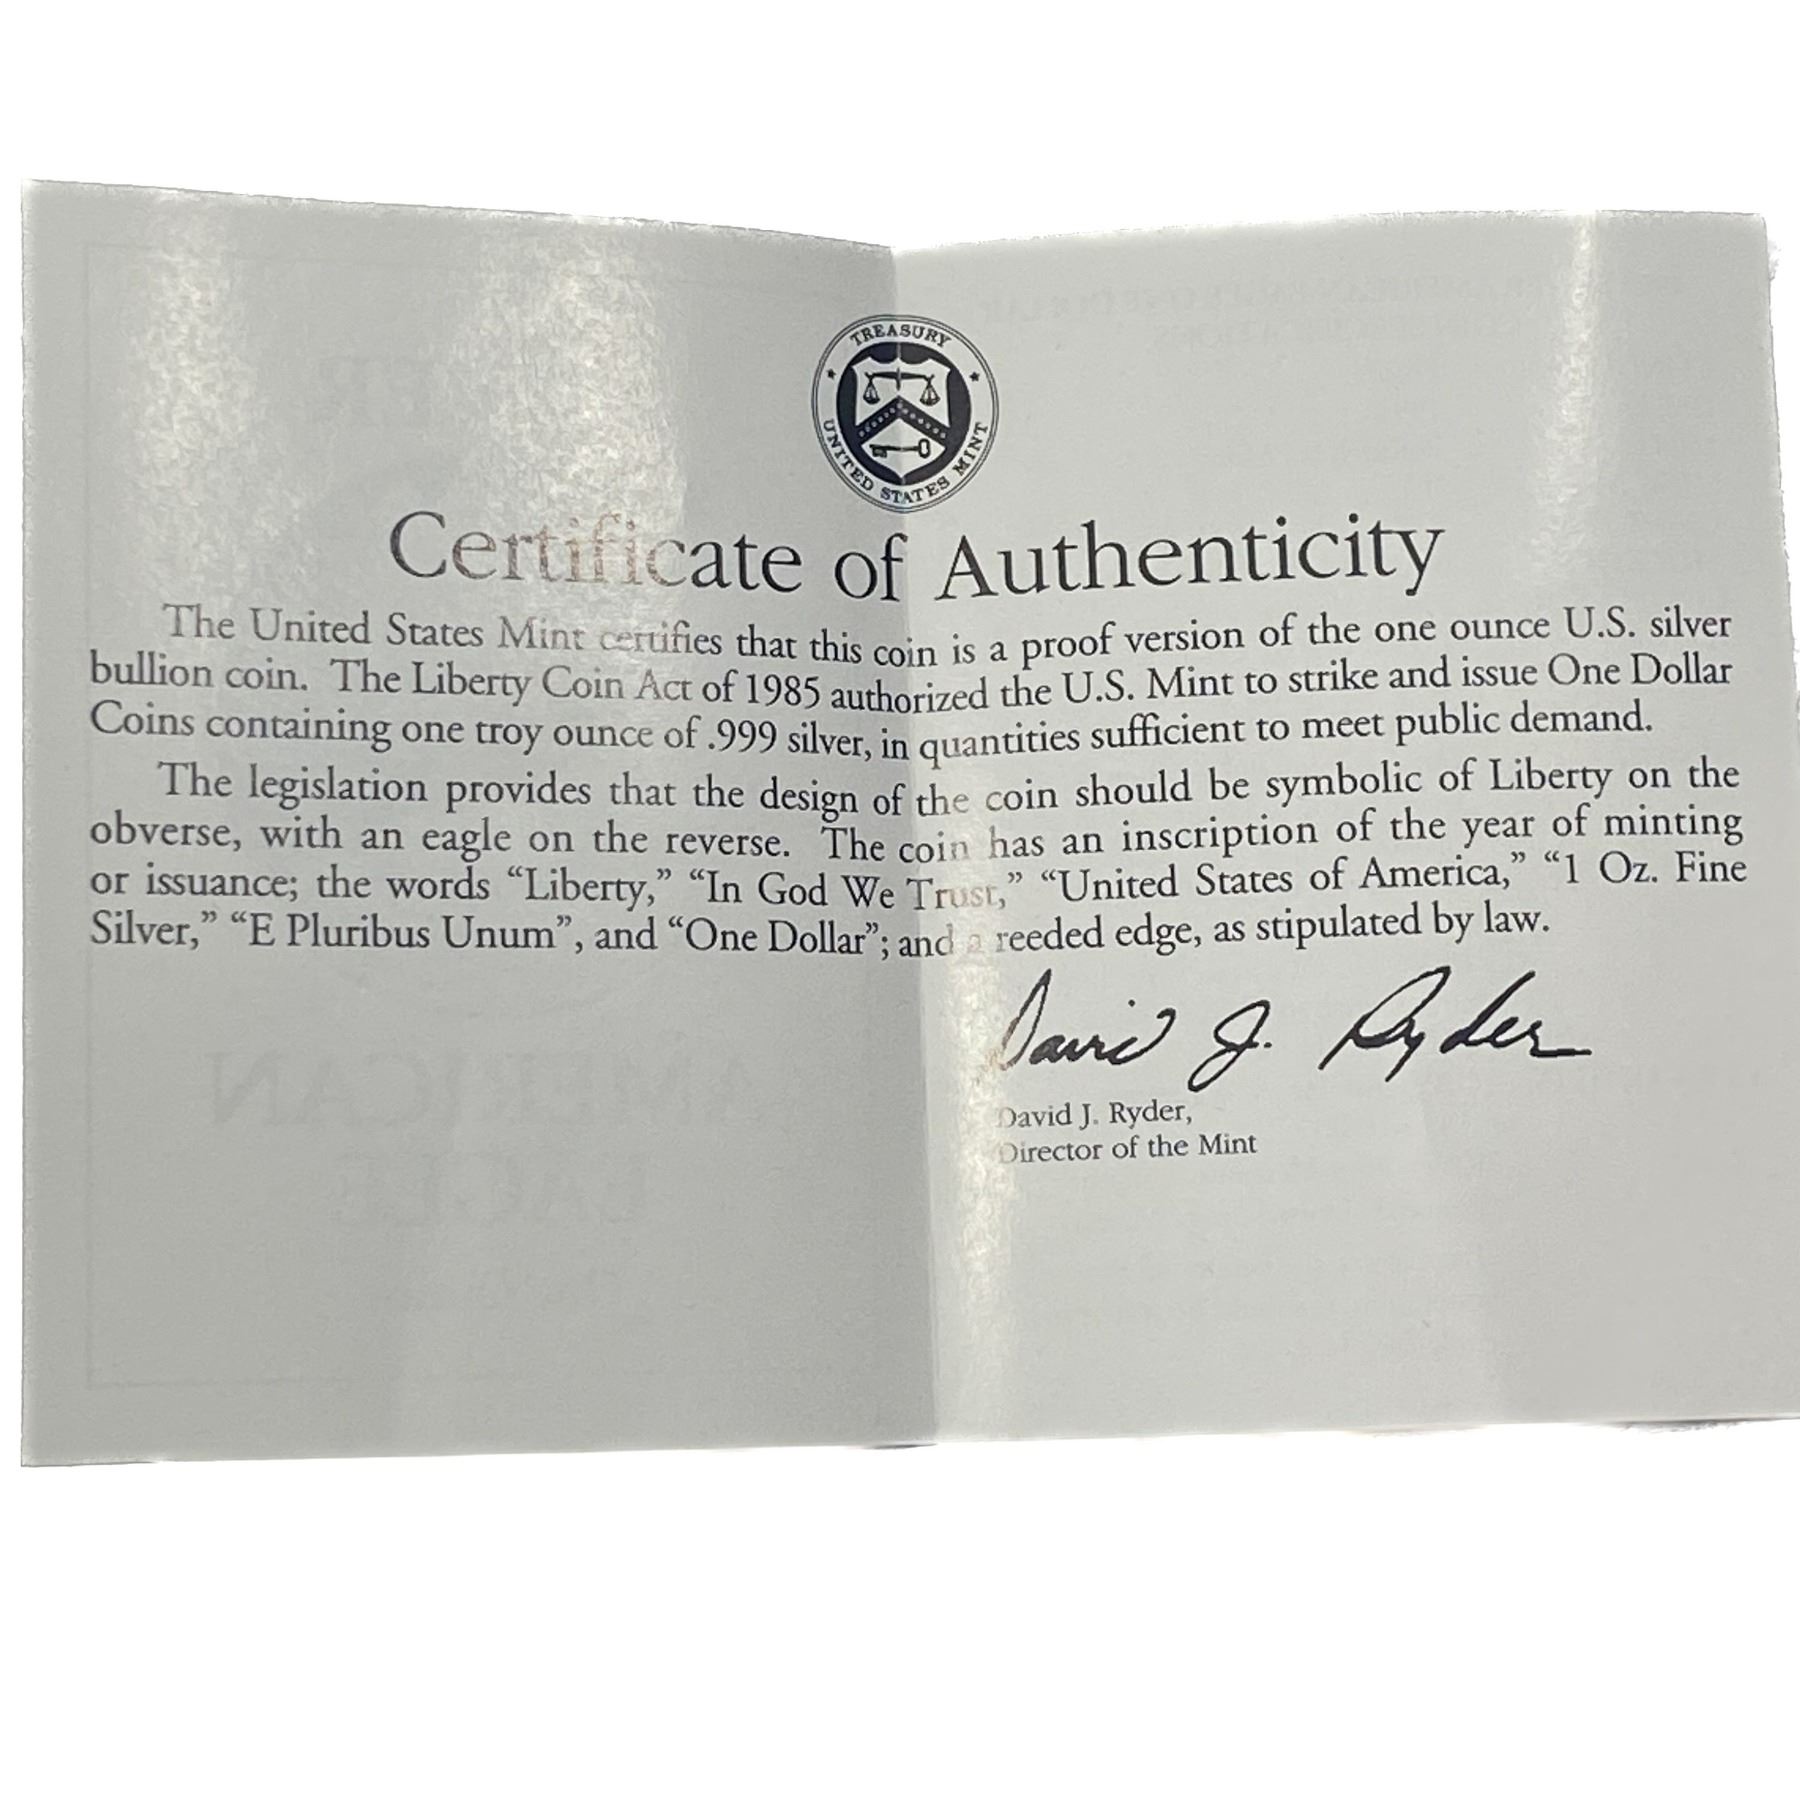 TREASURY
UNITED STATES MINT
Certificate of Authenticity
The United States Mint certifies that this coin is a proof version of the one ounce U.S. silver
bullion coin. The Liberty Coin Act of 1985 authorized the U.S. Mint to strike and issue One Dollar
Coins containing one troy ounce of .999 silver, in quantities sufficient to meet public demand.
The legislation provides that the design of the coin should be symbolic of Liberty on the
obverse, with an eagle on the reverse. The coin has an inscription of the year of minting
or issuance; the words “Liberty,” “In God We Trust,” “United States of America,” “1 Oz. Fine
Silver,” “E Pluribus Unum”, and “One Dollar”; and a reeded edge, as stipulated by law.
David J. Ryder
David J. Ryder,
Director of the Mint
AMERICAN
EAGLE